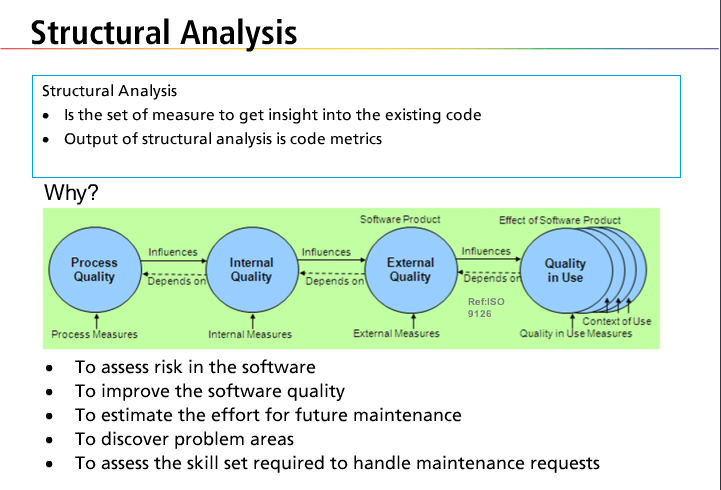 Structural Analysis
Structural Analysis
• Is the set of measure to get insight into the existing code
• Output of structural analysis is code metrics
Why?
Software Product
Effect of Software Product
Process
Quality
Influences
Depends on
Internal
Quality
Influences
Depends on
External
Quality
Influences
Depends on
Quality
in Use
Ref:ISO
9126
Process Measures
Internal Measures
External Measures
Context of Use
Quality in Use Measures
• To assess risk in the software
• To improve the software quality
• To estimate the effort for future maintenance
• To discover problem areas
• To assess the skill set required to handle maintenance requests